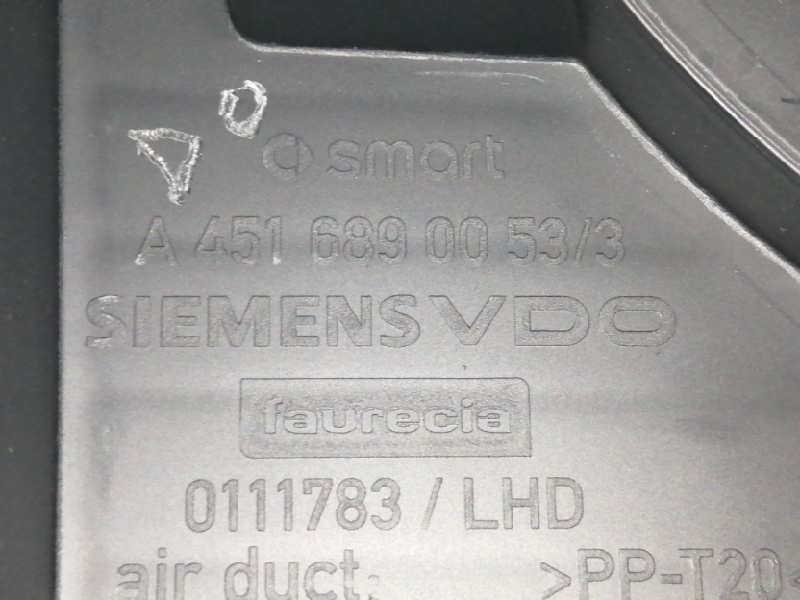 smart
A 451 689 00 53/3
SIEMENS VDO
faurecia
0111783 / LHD
air duct: >PP-T20<